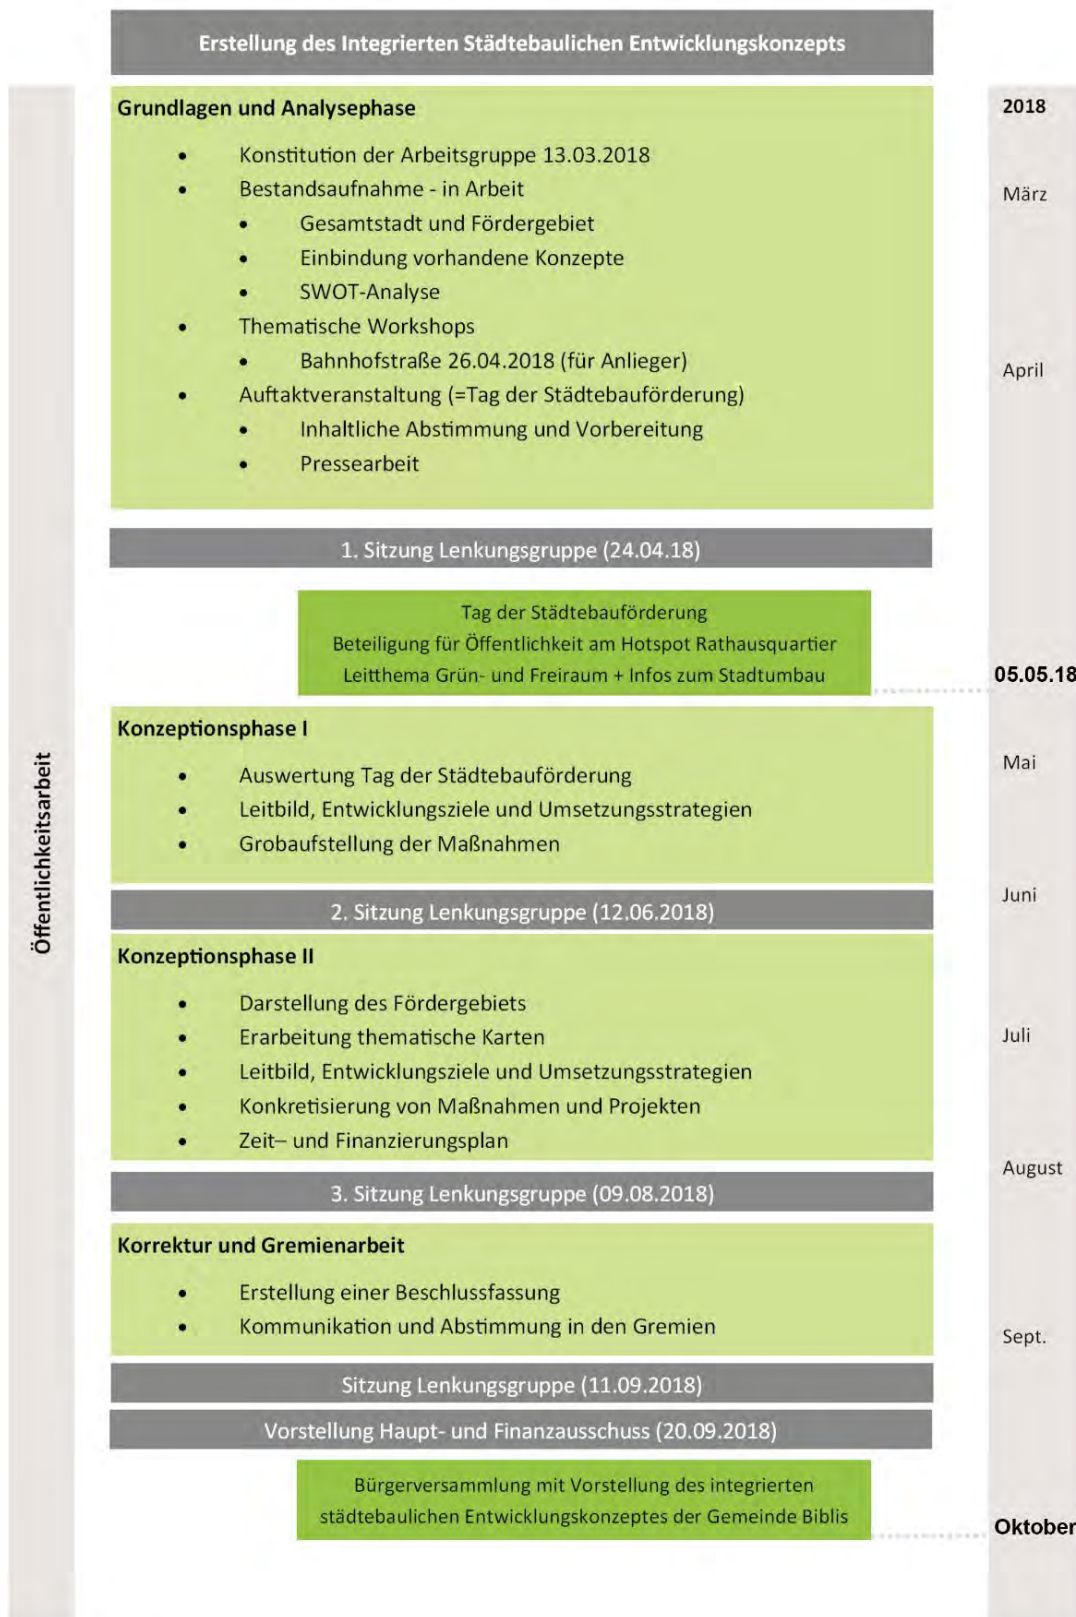 Erstellung des Integrierten Städtebaulichen Entwicklungskonzepts
Grundlagen und Analysephase
• Konstitution der Arbeitsgruppe 13.03.2018
• Bestandsaufnahme - in Arbeit
• Gesamtstadt und Fördergebiet
• Einbindung vorhandene Konzepte
• SWOT-Analyse
• Thematische Workshops
• Bahnhofstraße 26.04.2018 (für Anlieger)
• Auftaktveranstaltung (=Tag der Städtebauförderung)
• Inhaltliche Abstimmung und Vorbereitung
• Pressearbeit
1. Sitzung Lenkungsgruppe (24.04.18)
Tag der Städtebauförderung
Beteiligung für Öffentlichkeit am Hotspot Rathausquartier
Leitthema Grün- und Freiraum + Infos zum Stadtumbau
Konzeptionsphase I
• Auswertung Tag der Städtebauförderung
• Leitbild, Entwicklungsziele und Umsetzungsstrategien
• Grobaufstellung der Maßnahmen
2. Sitzung Lenkungsgruppe (12.06.2018)
Konzeptionsphase II
• Darstellung des Fördergebiets
• Erarbeitung thematische Karten
• Leitbild, Entwicklungsziele und Umsetzungsstrategien
• Konkretisierung von Maßnahmen und Projekten
• Zeit– und Finanzierungsplan
3. Sitzung Lenkungsgruppe (09.08.2018)
Korrektur und Gremienarbeit
• Erstellung einer Beschlussfassung
• Kommunikation und Abstimmung in den Gremien
Sitzung Lenkungsgruppe (11.09.2018)
Vorstellung Haupt- und Finanzausschuss (20.09.2018)
Bürgerversammlung mit Vorstellung des integrierten
städtebaulichen Entwicklungskonzeptes der Gemeinde Biblis
Öffentlichkeitsarbeit
2018
März
April
05.05.18
Mai
Juni
Juli
August
Sept.
Oktober